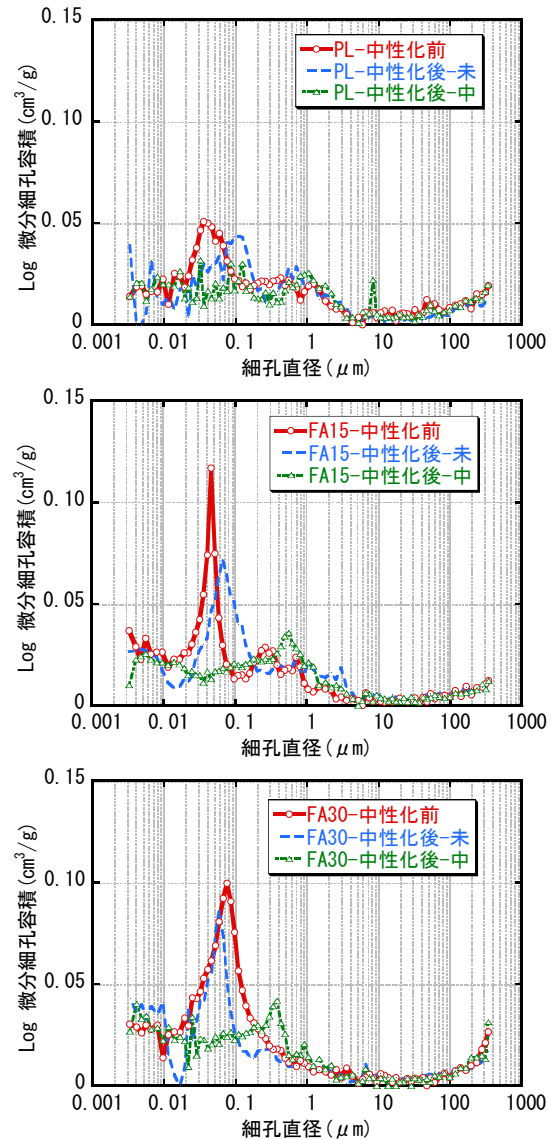 0.15
0.10
0.05
0
Log 微分細孔容積(cm³/g)
PL-中性化前
PL-中性化後-未
PL-中性化後-中
0.001 0.01 0.1 1 10 100 1000
細孔直径(μm)
0.15
0.10
0.05
0
Log 微分細孔容積(cm³/g)
FA15-中性化前
FA15-中性化後-未
FA15-中性化後-中
0.001 0.01 0.1 1 10 100 1000
細孔直径(μm)
0.15
0.10
0.05
0
Log 微分細孔容積(cm³/g)
FA30-中性化前
FA30-中性化後-未
FA30-中性化後-中
0.001 0.01 0.1 1 10 100 1000
細孔直径(μm)